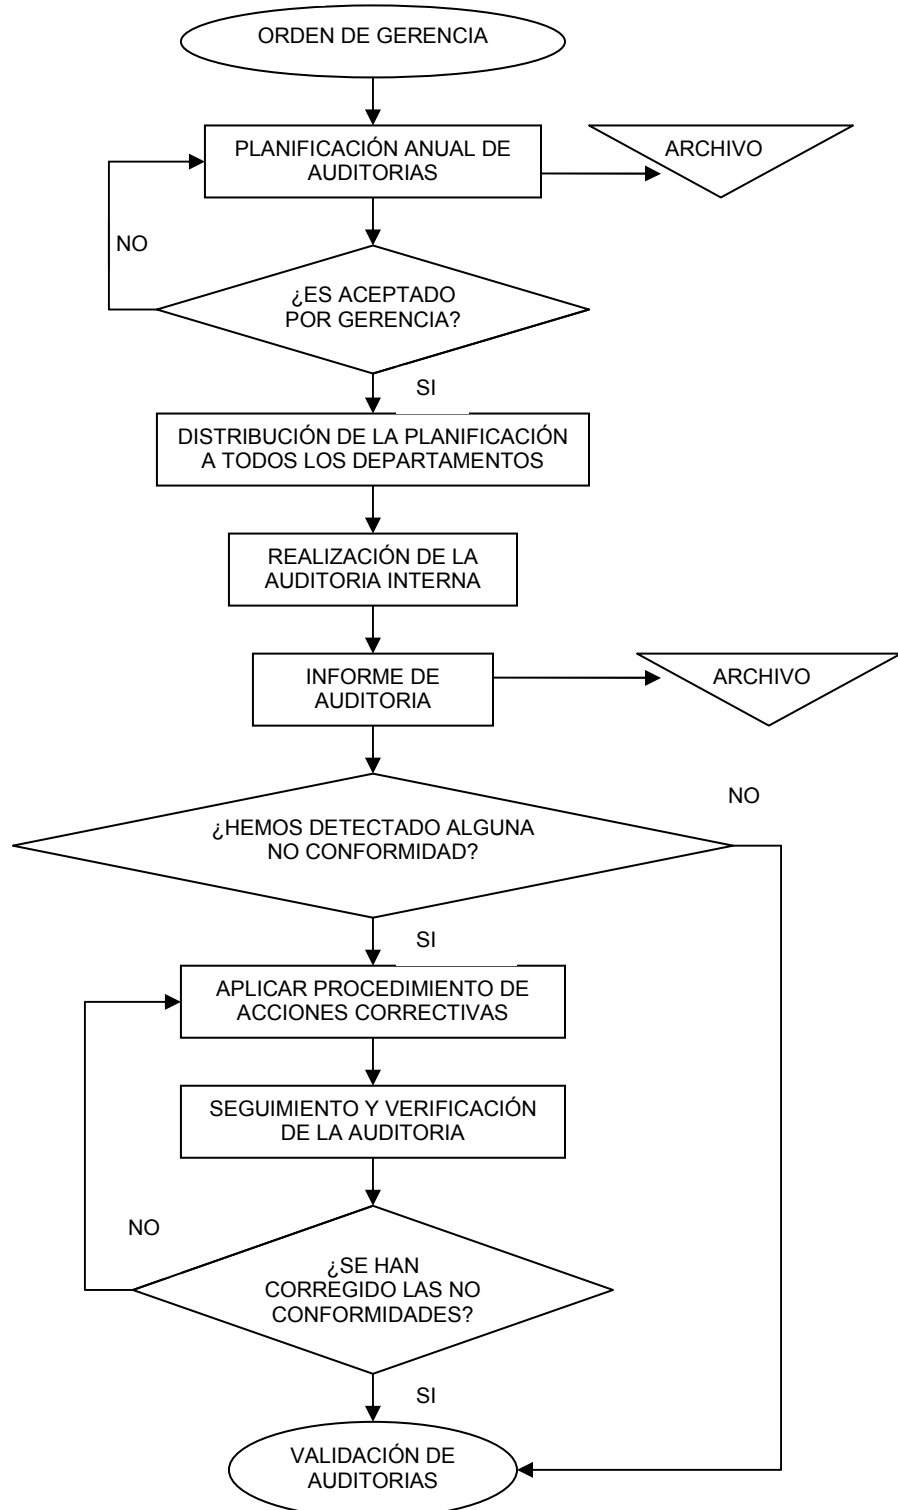 ORDEN DE GERENCIA
PLANIFICACIÓN ANUAL DE
AUDITORIAS
ARCHIVO
NO
¿ES ACEPTADO
POR GERENCIA?
SI
DISTRIBUCIÓN DE LA PLANIFICACIÓN
A TODOS LOS DEPARTAMENTOS
REALIZACIÓN DE LA
AUDITORIA INTERNA
INFORME DE
AUDITORIA
ARCHIVO
NO
¿HEMOS DETECTADO ALGUNA
NO CONFORMIDAD?
SI
APLICAR PROCEDIMIENTO DE
ACCIONES CORRECTIVAS
SEGUIMIENTO Y VERIFICACIÓN
DE LA AUDITORIA
NO
¿SE HAN
CORREGIDO LAS NO
CONFORMIDADES?
SI
VALIDACIÓN DE
AUDITORIAS